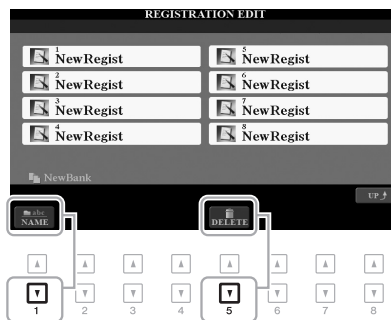 REGISTRATION EDIT
1
NewRegist
5
NewRegist
2
NewRegist
6
NewRegist
3
NewRegist
7
NewRegist
4
NewRegist
8
NewRegist
NewBank
UP
abc
NAME
DELETE
1 2 3 4 5 6 7 8